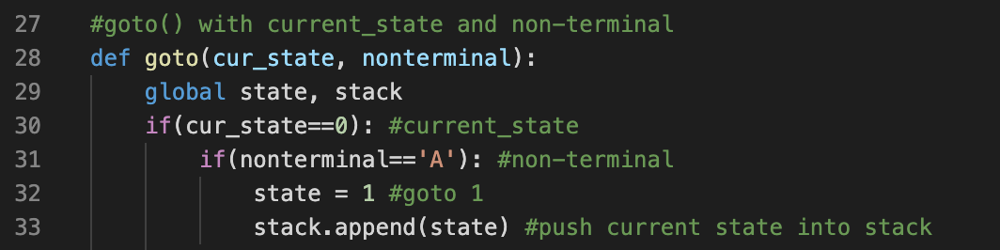 27 #goto() with current_state and non-terminal
28 def goto(cur_state, nonterminal):
29 global state, stack
30 if(cur_state==0): #current_state
31 if(nonterminal=='A'): #non-terminal
32 state = 1 #goto 1
33 stack.append(state) #push current state into stack